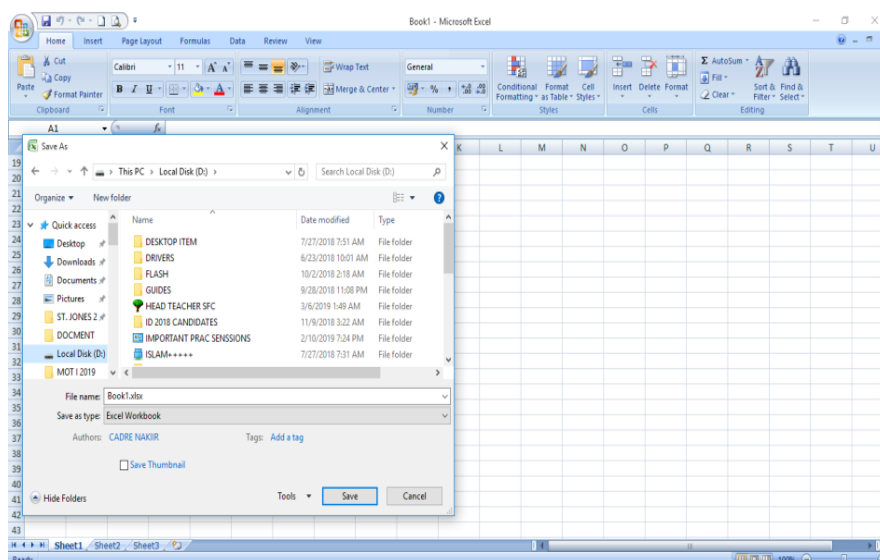 Book1 - Microsoft Excel
Home Insert Page Layout Formulas Data Review View
Cut
Copy
Format Painter
Paste
Clipboard
Calibri 11
B I U
Font
Wrap Text
Merge & Center
Alignment
General
Number
Conditional Formatting
Format as Table
Cell Styles
Styles
Insert Delete Format
Cells
Σ AutoSum
Fill
Clear
Sort & Filter
Find & Select
Editing
A1 fx
K L M N O P Q R S T U
Save As
This PC > Local Disk (D:) >
Search Local Disk (D:)
Organize New folder
Name Date modified Type
Quick access
Desktop
Downloads
Documents
Pictures
ST. JONES 2
DOCMENT
Local Disk (D:)
MOT I 2019
DESKTOP ITEM 7/27/2018 7:51 AM File folder
DRIVERS 6/23/2018 10:01 AM File folder
FLASH 10/2/2018 2:18 AM File folder
GUIDES 9/28/2018 11:08 PM File folder
HEAD TEACHER SFC 3/6/2019 1:49 AM File folder
ID 2018 CANDIDATES 11/9/2018 3:22 AM File folder
IMPORTANT PRAC SENSSIONS 2/10/2019 7:24 PM File folder
ISLAM+++++ 7/27/2018 7:31 AM File folder
File name: Book1.xlsx
Save as type: Excel Workbook
Authors: CADRE NAKIIR Tags: Add a tag
Save Thumbnail
Hide Folders Tools Save Cancel
19
20
21
22
23
24
25
26
27
28
29
30
31
32
33
34
35
36
37
38
39
40
41
42
43
Sheet1 Sheet2 Sheet3
Ready 100%